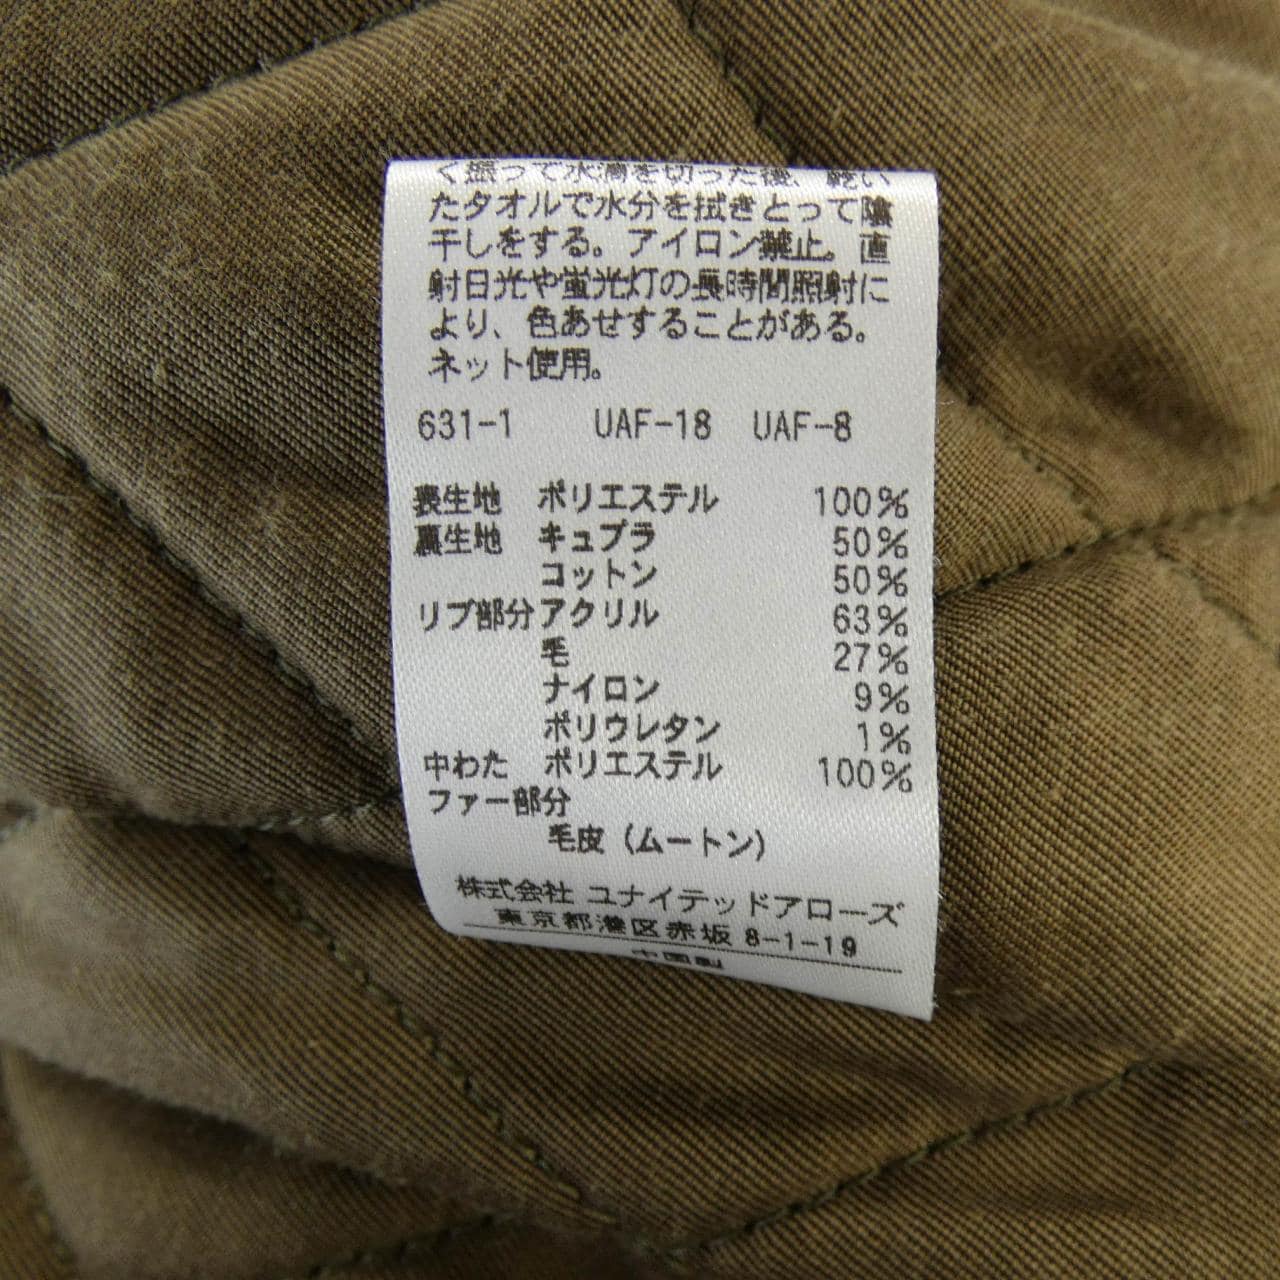 く振って水滴を切った後、乾い
たタオルで水分を拭きとって陰
干しをする。アイロン禁止。直
射日光や蛍光灯の長時間照射に
より、色あせすることがある。
ネット使用。
631-1 UAF-18 UAF-8
表生地 ポリエステル 100%
裏生地 キュプラ 50%
コットン 50%
リブ部分 アクリル 63%
毛 27%
ナイロン 9%
ポリウレタン 1%
中わた ポリエステル 100%
ファー部分
毛皮(ムートン)
株式会社 ユナイテッドアローズ
東京都港区赤坂 8-1-19
中国製